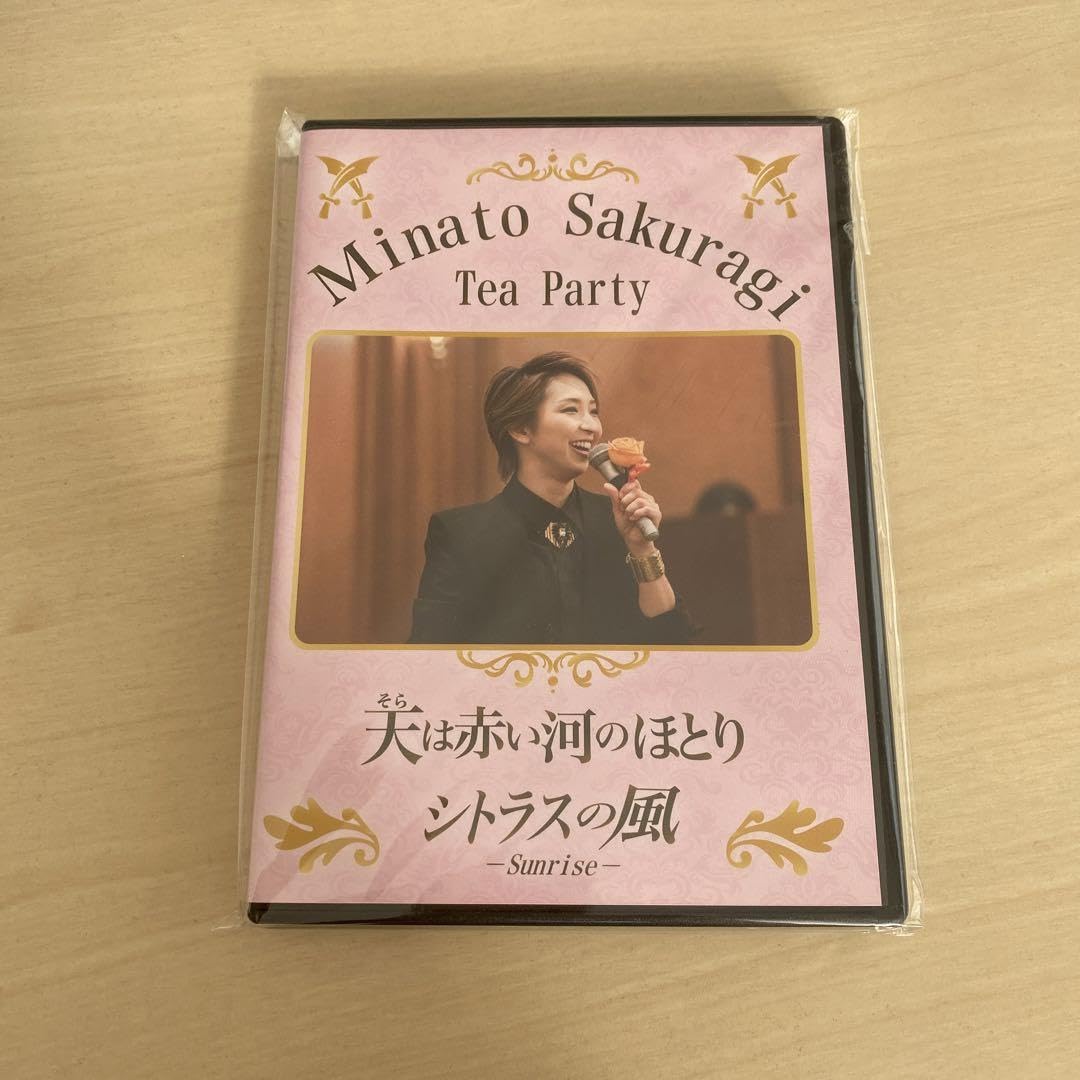 Minato Sakuragi
Tea Party
そら
天は赤い河のほとり
シトラスの風
－Sunrise－